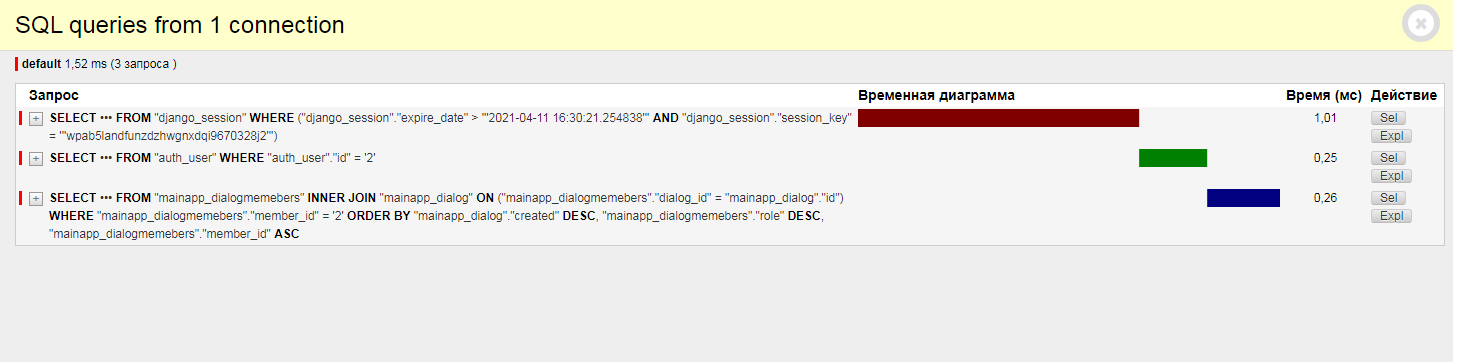 SQL queries from 1 connection
default 1,52 ms (3 запроса )
Запрос Временная диаграмма Время (мс) Действие
+ SELECT ••• FROM "django_session" WHERE ("django_session"."expire_date" > '"2021-04-11 16:30:21.254838"' AND "django_session"."session_key" 1,01 Sel
= '"wpab5landfunzdzhwgnxdqi9670328j2"') Expl
+ SELECT ••• FROM "auth_user" WHERE "auth_user"."id" = '2' 0,25 Sel
Expl
+ SELECT ••• FROM "mainapp_dialogmemebers" INNER JOIN "mainapp_dialog" ON ("mainapp_dialogmemebers"."dialog_id" = "mainapp_dialog"."id") 0,26 Sel
WHERE "mainapp_dialogmemebers"."member_id" = '2' ORDER BY "mainapp_dialog"."created" DESC, "mainapp_dialogmemebers"."role" DESC, Expl
"mainapp_dialogmemebers"."member_id" ASC